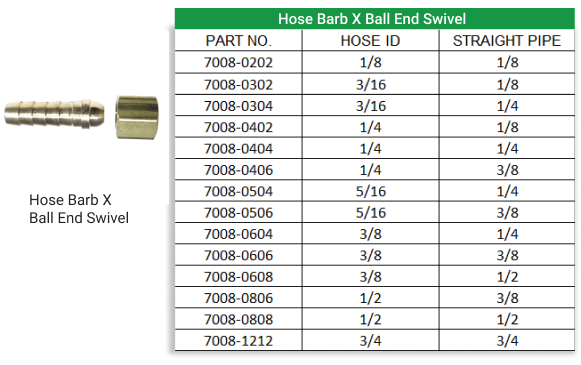 Hose Barb X Ball End Swivel
PART NO. HOSE ID STRAIGHT PIPE
7008-0202 1/8 1/8
7008-0302 3/16 1/8
7008-0304 3/16 1/4
7008-0402 1/4 1/8
7008-0404 1/4 1/4
7008-0406 1/4 3/8
7008-0504 5/16 1/4
7008-0506 5/16 3/8
7008-0604 3/8 1/4
7008-0606 3/8 3/8
7008-0608 3/8 1/2
7008-0806 1/2 3/8
7008-0808 1/2 1/2
7008-1212 3/4 3/4
Hose Barb X
Ball End Swivel